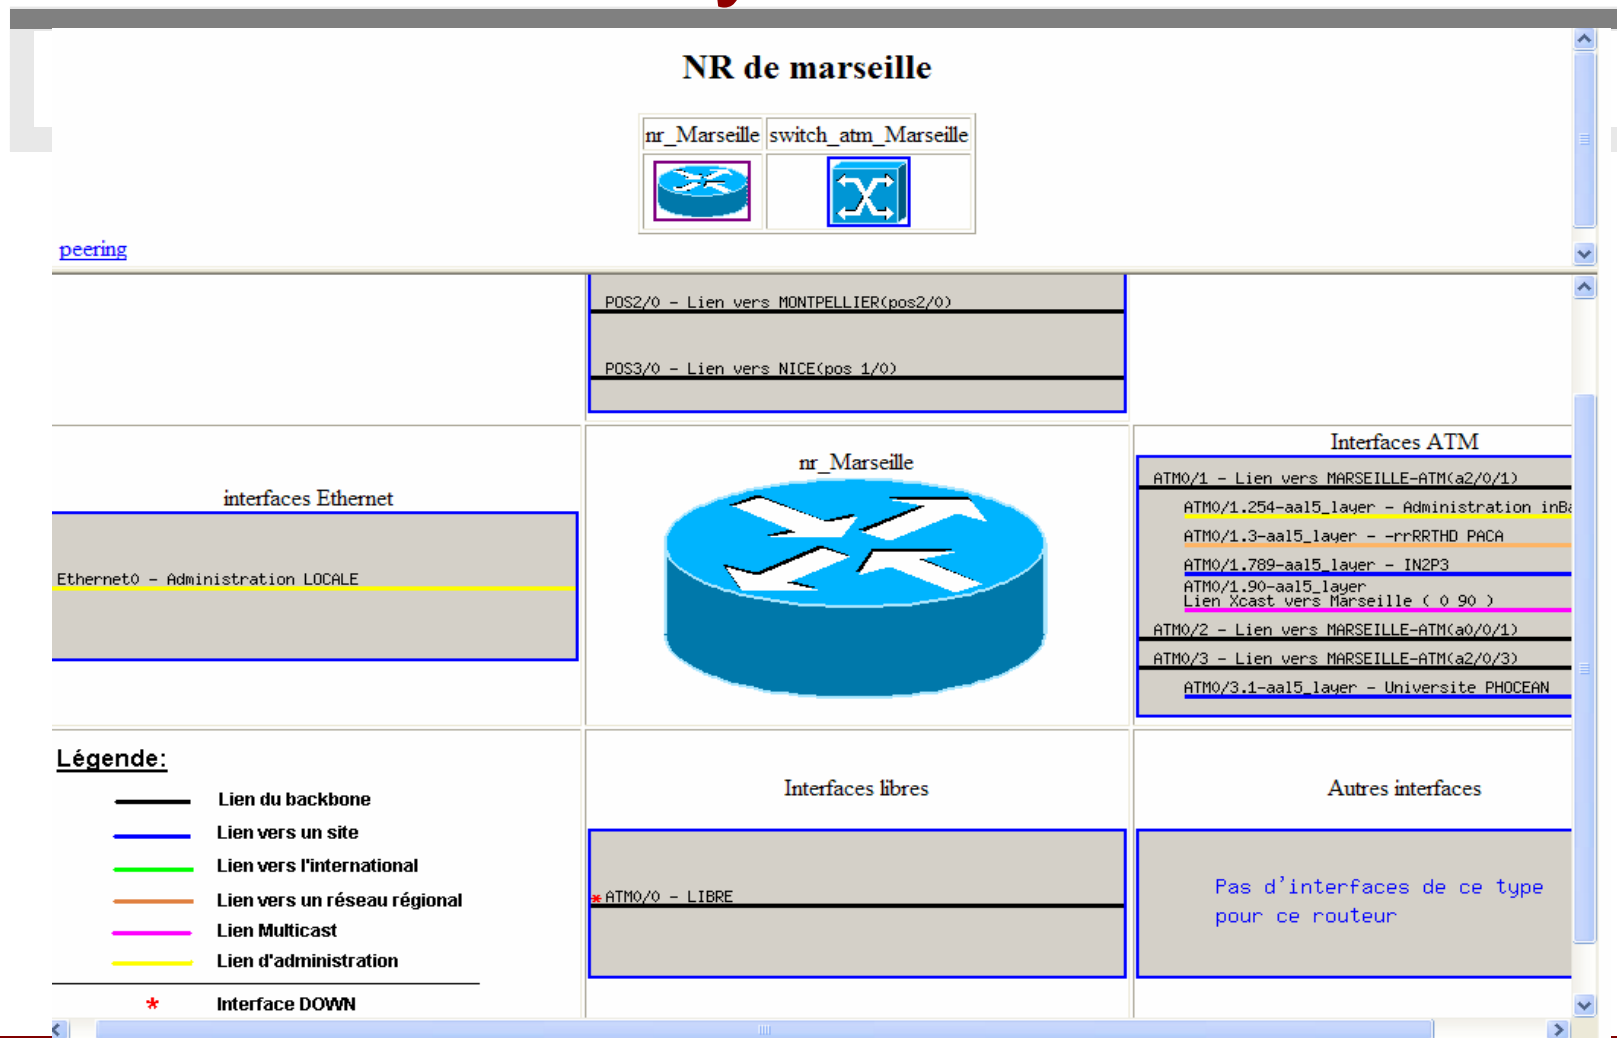 NR de marseille
nr_Marseille switch_atm_Marseille
peering
POS2/0 - Lien vers MONTPELLIER(pos2/0)
POS3/0 - Lien vers NICE(pos 1/0)
interfaces Ethernet
Ethernet0 - Administration LOCALE
nr_Marseille
Interfaces ATM
ATM0/1 - Lien vers MARSEILLE-ATM(a2/0/1)
ATM0/1.254-aal5_layer - Administration inBa
ATM0/1.3-aal5_layer - -rrRRTHD PACA
ATM0/1.789-aal5_layer - IN2P3
ATM0/1.90-aal5_layer
Lien Xcast vers Marseille ( 0 90 )
ATM0/2 - Lien vers MARSEILLE-ATM(a0/0/1)
ATM0/3 - Lien vers MARSEILLE-ATM(a2/0/3)
ATM0/3.1-aal5_layer - Universite PHOCEAN
Légende:
Lien du backbone
Lien vers un site
Lien vers l'international
Lien vers un réseau régional
Lien Multicast
Lien d'administration
* Interface DOWN
Interfaces libres
* ATM0/0 - LIBRE
Autres interfaces
Pas d'interfaces de ce type
pour ce routeur